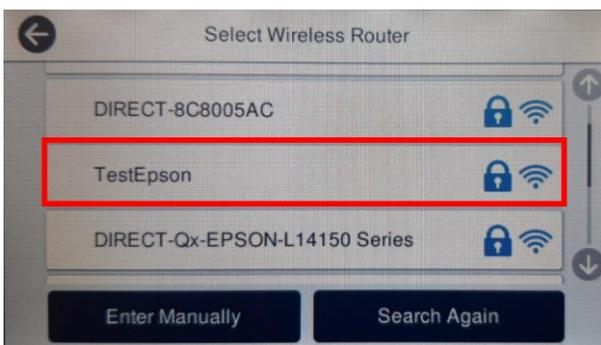 Select Wireless Router
DIRECT-8C8005AC
TestEpson
DIRECT-Qx-EPSON-L14150 Series
Enter Manually
Search Again